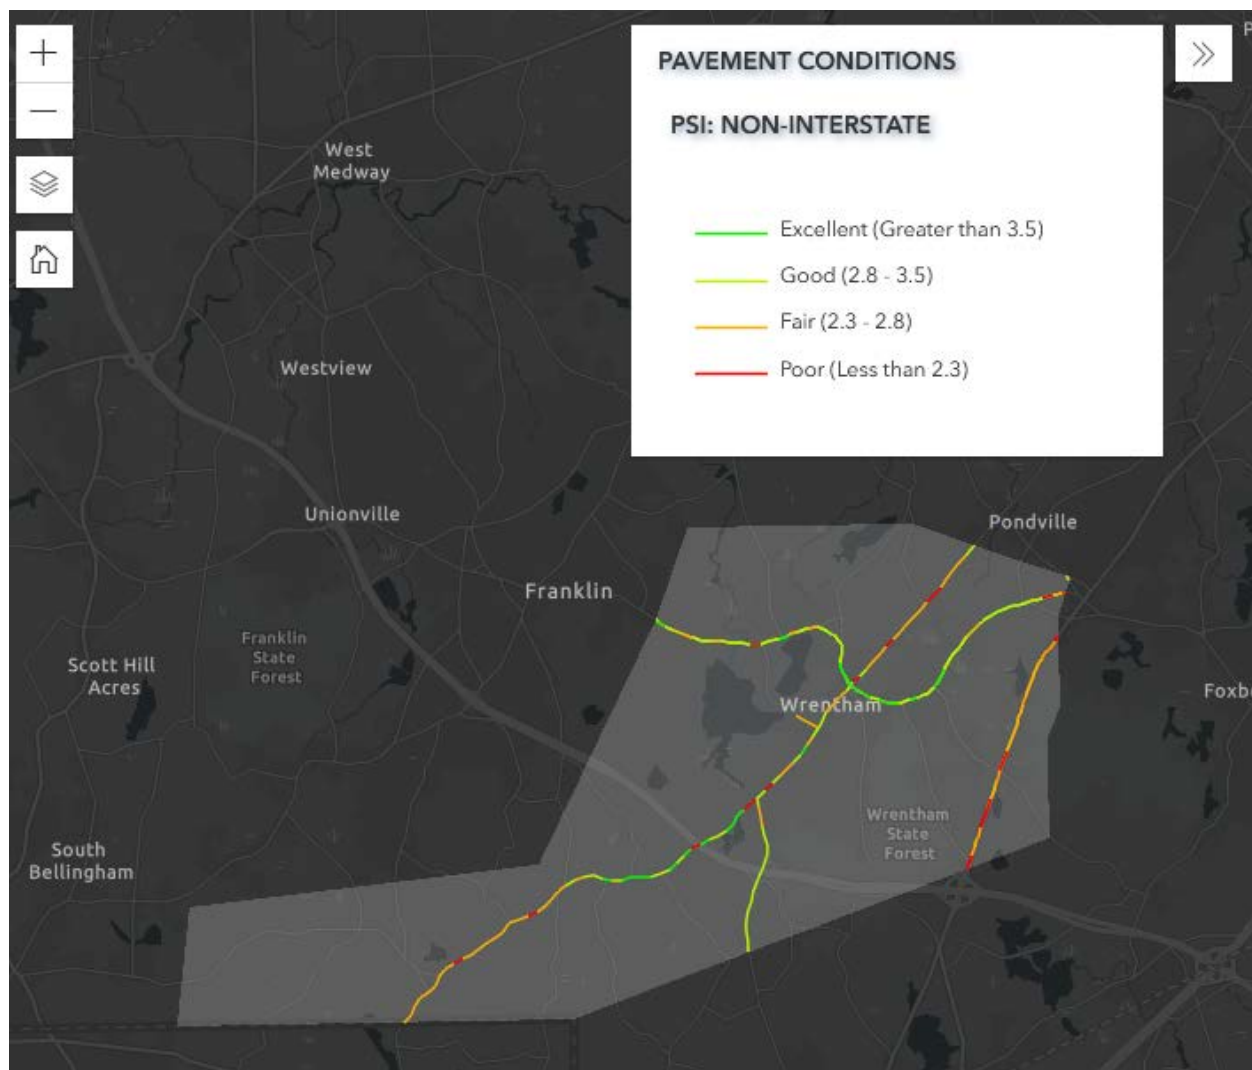 PAVEMENT CONDITIONS
PSI: NON-INTERSTATE
Excellent (Greater than 3.5)
Good (2.8 - 3.5)
Fair (2.3 - 2.8)
Poor (Less than 2.3)
West
Medway
Westview
Unionville
Pondville
Franklin
Franklin
State
Forest
Scott Hill
Acres
Wrentham
Wrentham
State
Forest
South
Bellingham